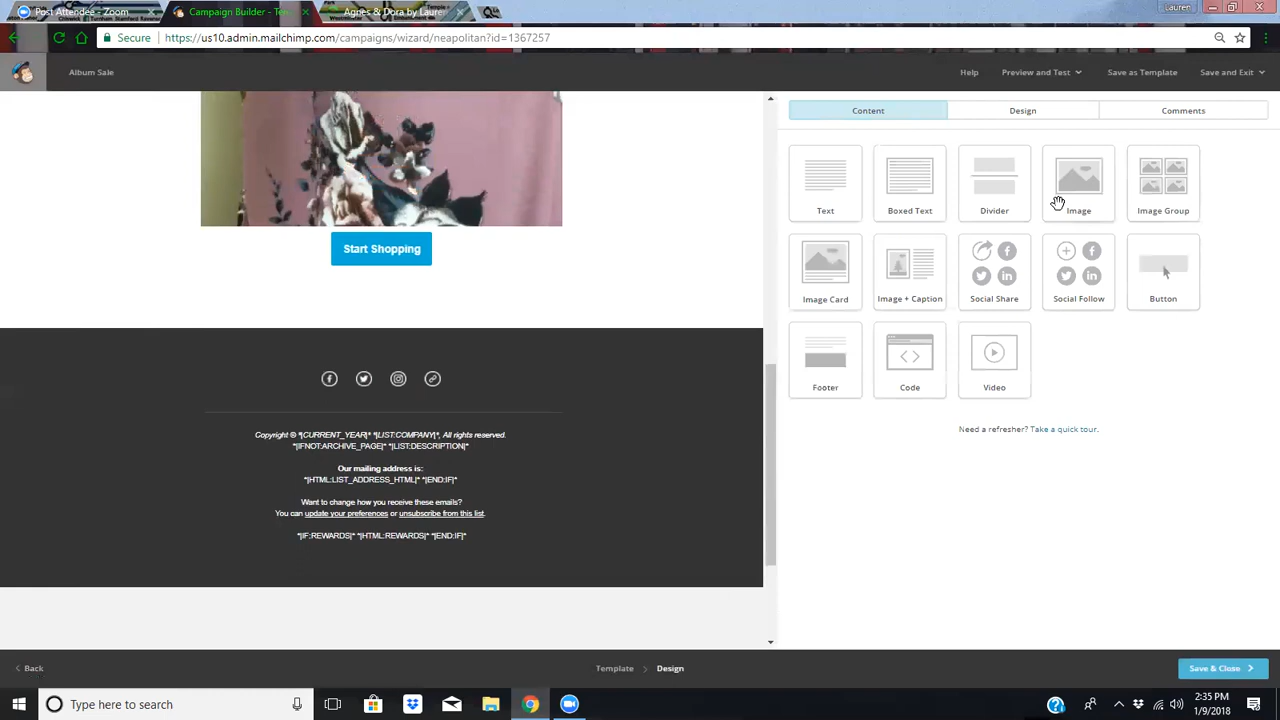 Post Attendee - Zoom
Campaign Builder - Te
Agnes & Dora by Laure
Lauren
Secure
https://us10.admin.mailchimp.com/campaigns/wizard/neapolitan?id=1367257
Album Sale
Help
Preview and Test
Save as Template
Save and Exit
Content
Design
Comments
Text
Boxed Text
Divider
Image
Image Group
Start Shopping
Image Card
Image + Caption
Social Share
Social Follow
Button
Footer
Code
Video
Need a refresher? Take a quick tour.
Copyright © *|CURRENT_YEAR|* *|LIST:COMPANY|*, All rights reserved.
*|IFNOT:ARCHIVE_PAGE|* *|LIST:DESCRIPTION|*
Our mailing address is:
*|HTML:LIST_ADDRESS_HTML|* *|END:IF|*
Want to change how you receive these emails?
You can update your preferences or unsubscribe from this list.
*|IF:REWARDS|* *|HTML:REWARDS|* *|END:IF|*
Back
Template
Design
Save & Close
Type here to search
2:35 PM
1/9/2018